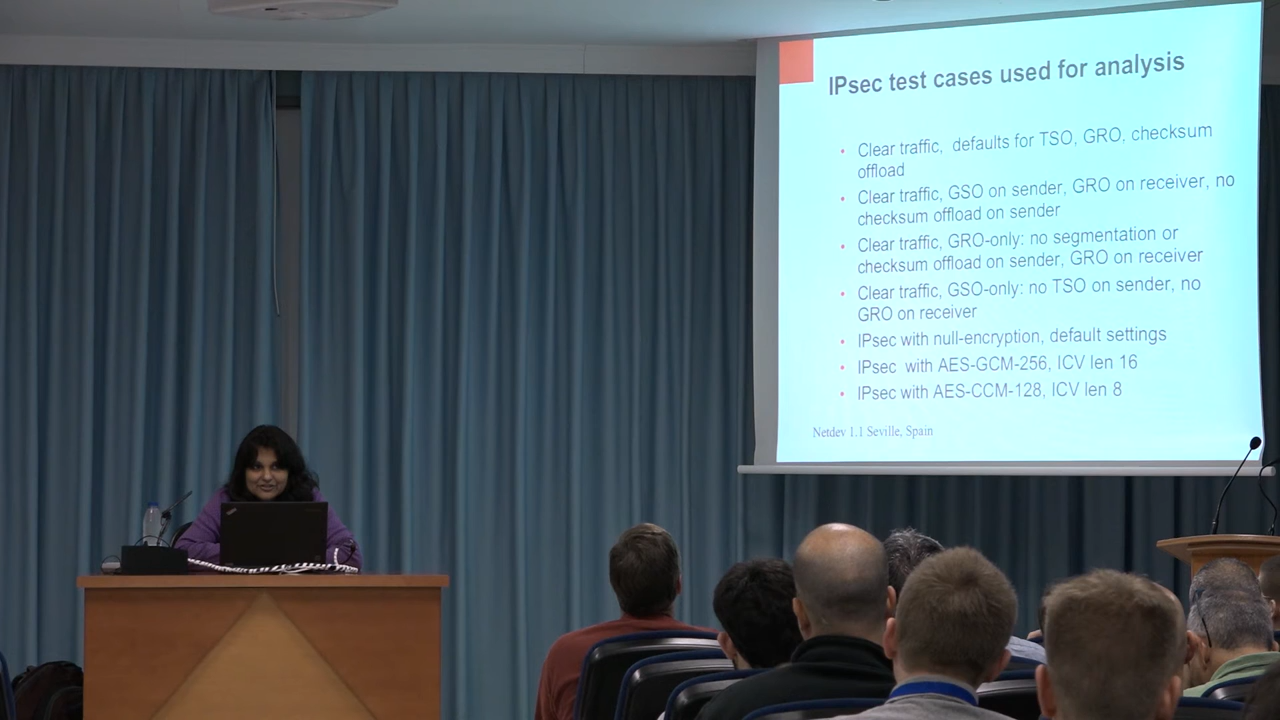 IPsec test cases used for analysis
• Clear traffic, defaults for TSO, GRO, checksum
offload
• Clear traffic, GSO on sender, GRO on receiver, no
checksum offload on sender
• Clear traffic, GRO-only: no segmentation or
checksum offload on sender, GRO on receiver
• Clear traffic, GSO-only: no TSO on sender, no
GRO on receiver
• IPsec with null-encryption, default settings
• IPsec with AES-GCM-256, ICV len 16
• IPsec with AES-CCM-128, ICV len 8
Netdev 1.1 Seville, Spain